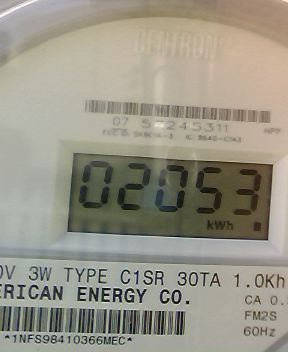 CENTRON
07 57245311
02053
kWh
0V 3W TYPE C1SR 30TA 1.0Kh
ERICAN ENERGY CO.
CA 0.5
FM2S
60Hz
*1NFS98410366MEC*